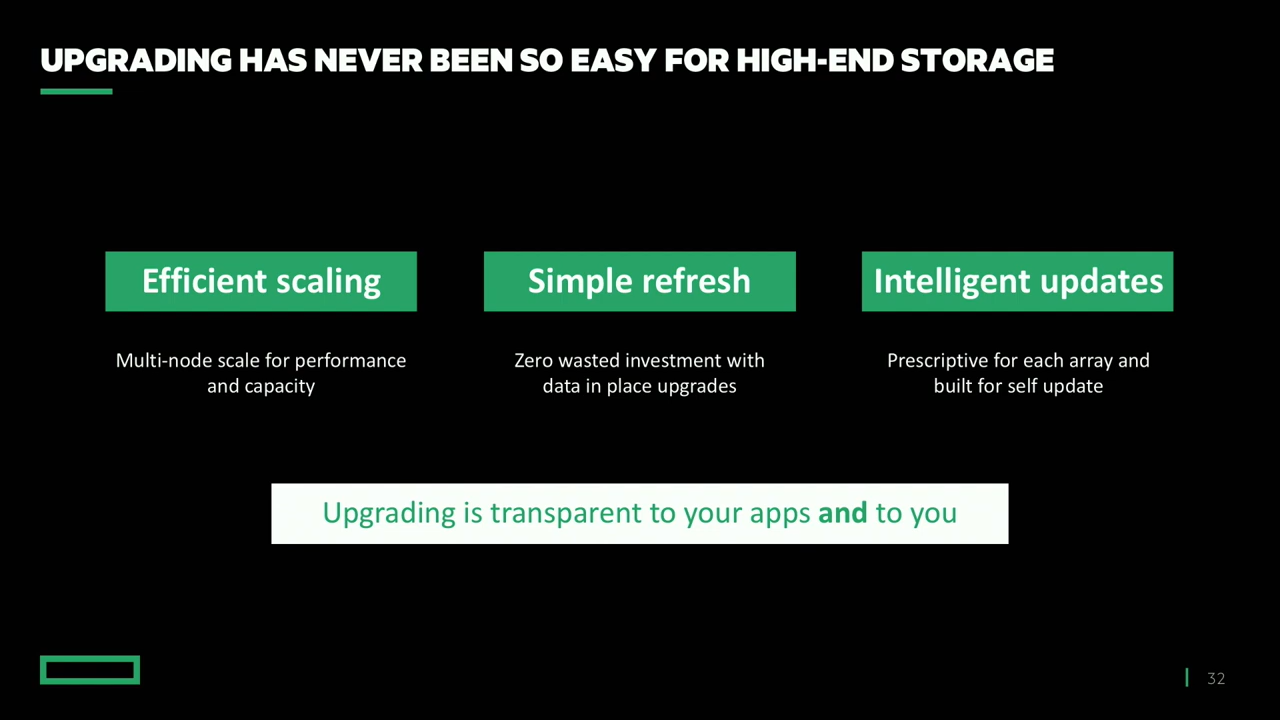 UPGRADING HAS NEVER BEEN SO EASY FOR HIGH-END STORAGE
Efficient scaling
Multi-node scale for performance
and capacity
Simple refresh
Zero wasted investment with
data in place upgrades
Intelligent updates
Prescriptive for each array and
built for self update
Upgrading is transparent to your apps and to you
32